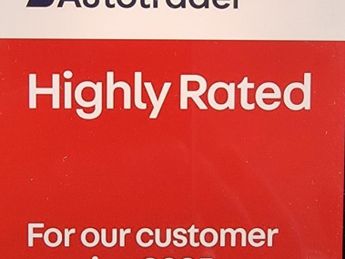 Autotrader
Highly Rated
For our customer